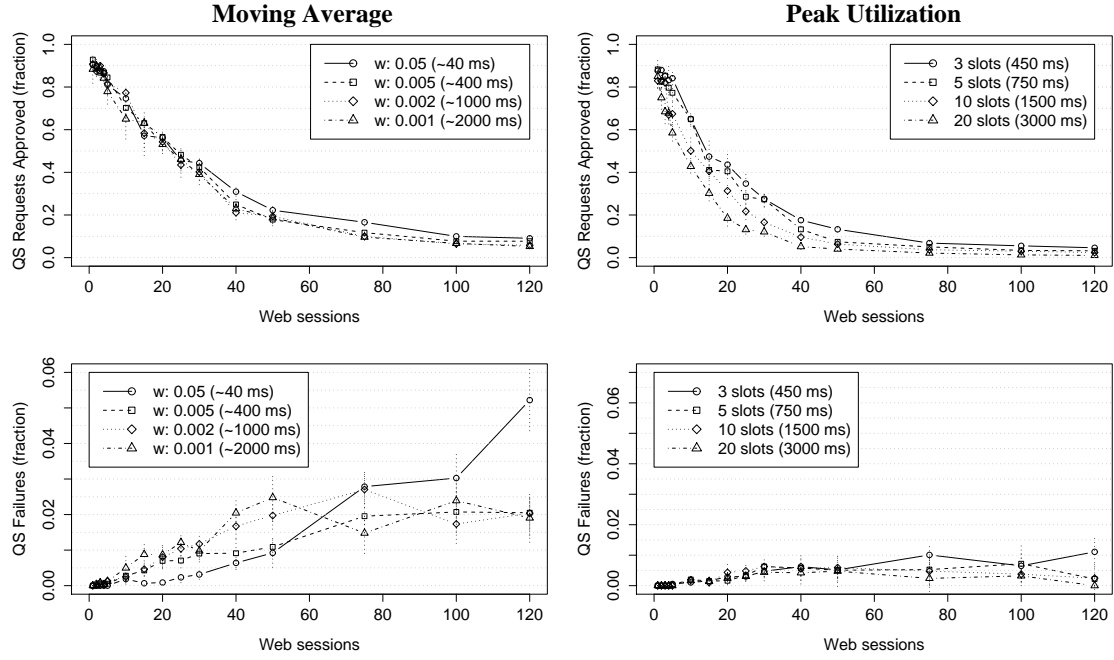 Moving Average
QS Requests Approved (fraction)
0.0 0.2 0.4 0.6 0.8 1.0
w: 0.05 (~40 ms)
w: 0.005 (~400 ms)
w: 0.002 (~1000 ms)
w: 0.001 (~2000 ms)
0 20 40 60 80 100 120
Web sessions
Peak Utilization
QS Requests Approved (fraction)
0.0 0.2 0.4 0.6 0.8 1.0
3 slots (450 ms)
5 slots (750 ms)
10 slots (1500 ms)
20 slots (3000 ms)
0 20 40 60 80 100 120
Web sessions
QS Failures (fraction)
0.00 0.02 0.04 0.06
w: 0.05 (~40 ms)
w: 0.005 (~400 ms)
w: 0.002 (~1000 ms)
w: 0.001 (~2000 ms)
0 20 40 60 80 100 120
Web sessions
QS Failures (fraction)
0.00 0.02 0.04 0.06
3 slots (450 ms)
5 slots (750 ms)
10 slots (1500 ms)
20 slots (3000 ms)
0 20 40 60 80 100 120
Web sessions